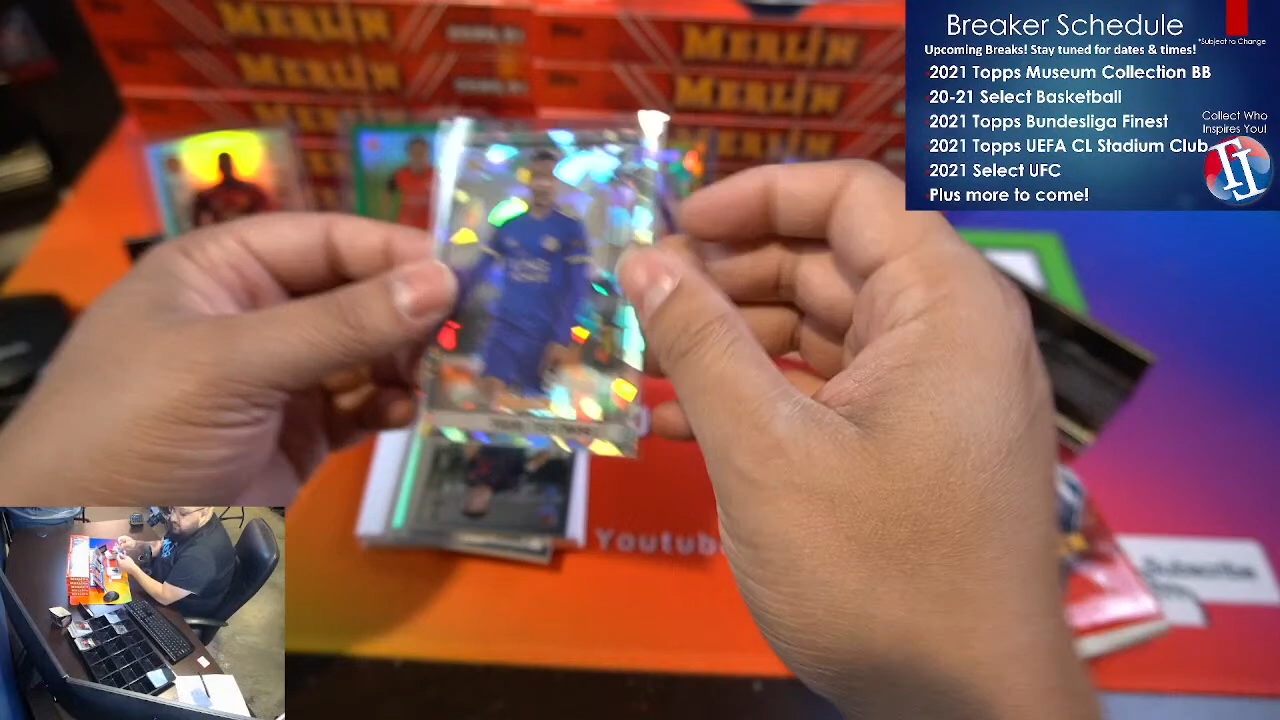 Breaker Schedule
*Subject to Change
Upcoming Breaks! Stay tuned for dates & times!
2021 Topps Museum Collection BB
20-21 Select Basketball
2021 Topps Bundesliga Finest
2021 Topps UEFA CL Stadium Club
2021 Select UFC
Plus more to come!
Collect Who
Inspires You!
MERLIN
MERLIN
MERLIN
MERLIN
Youtube
Subscribe